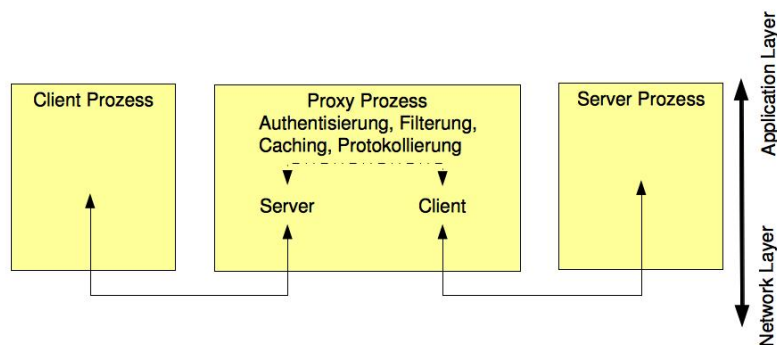 Client Prozess
Proxy Prozess
Authentisierung, Filterung,
Caching, Protokollierung
Server
Client
Server Prozess
Application Layer
Network Layer